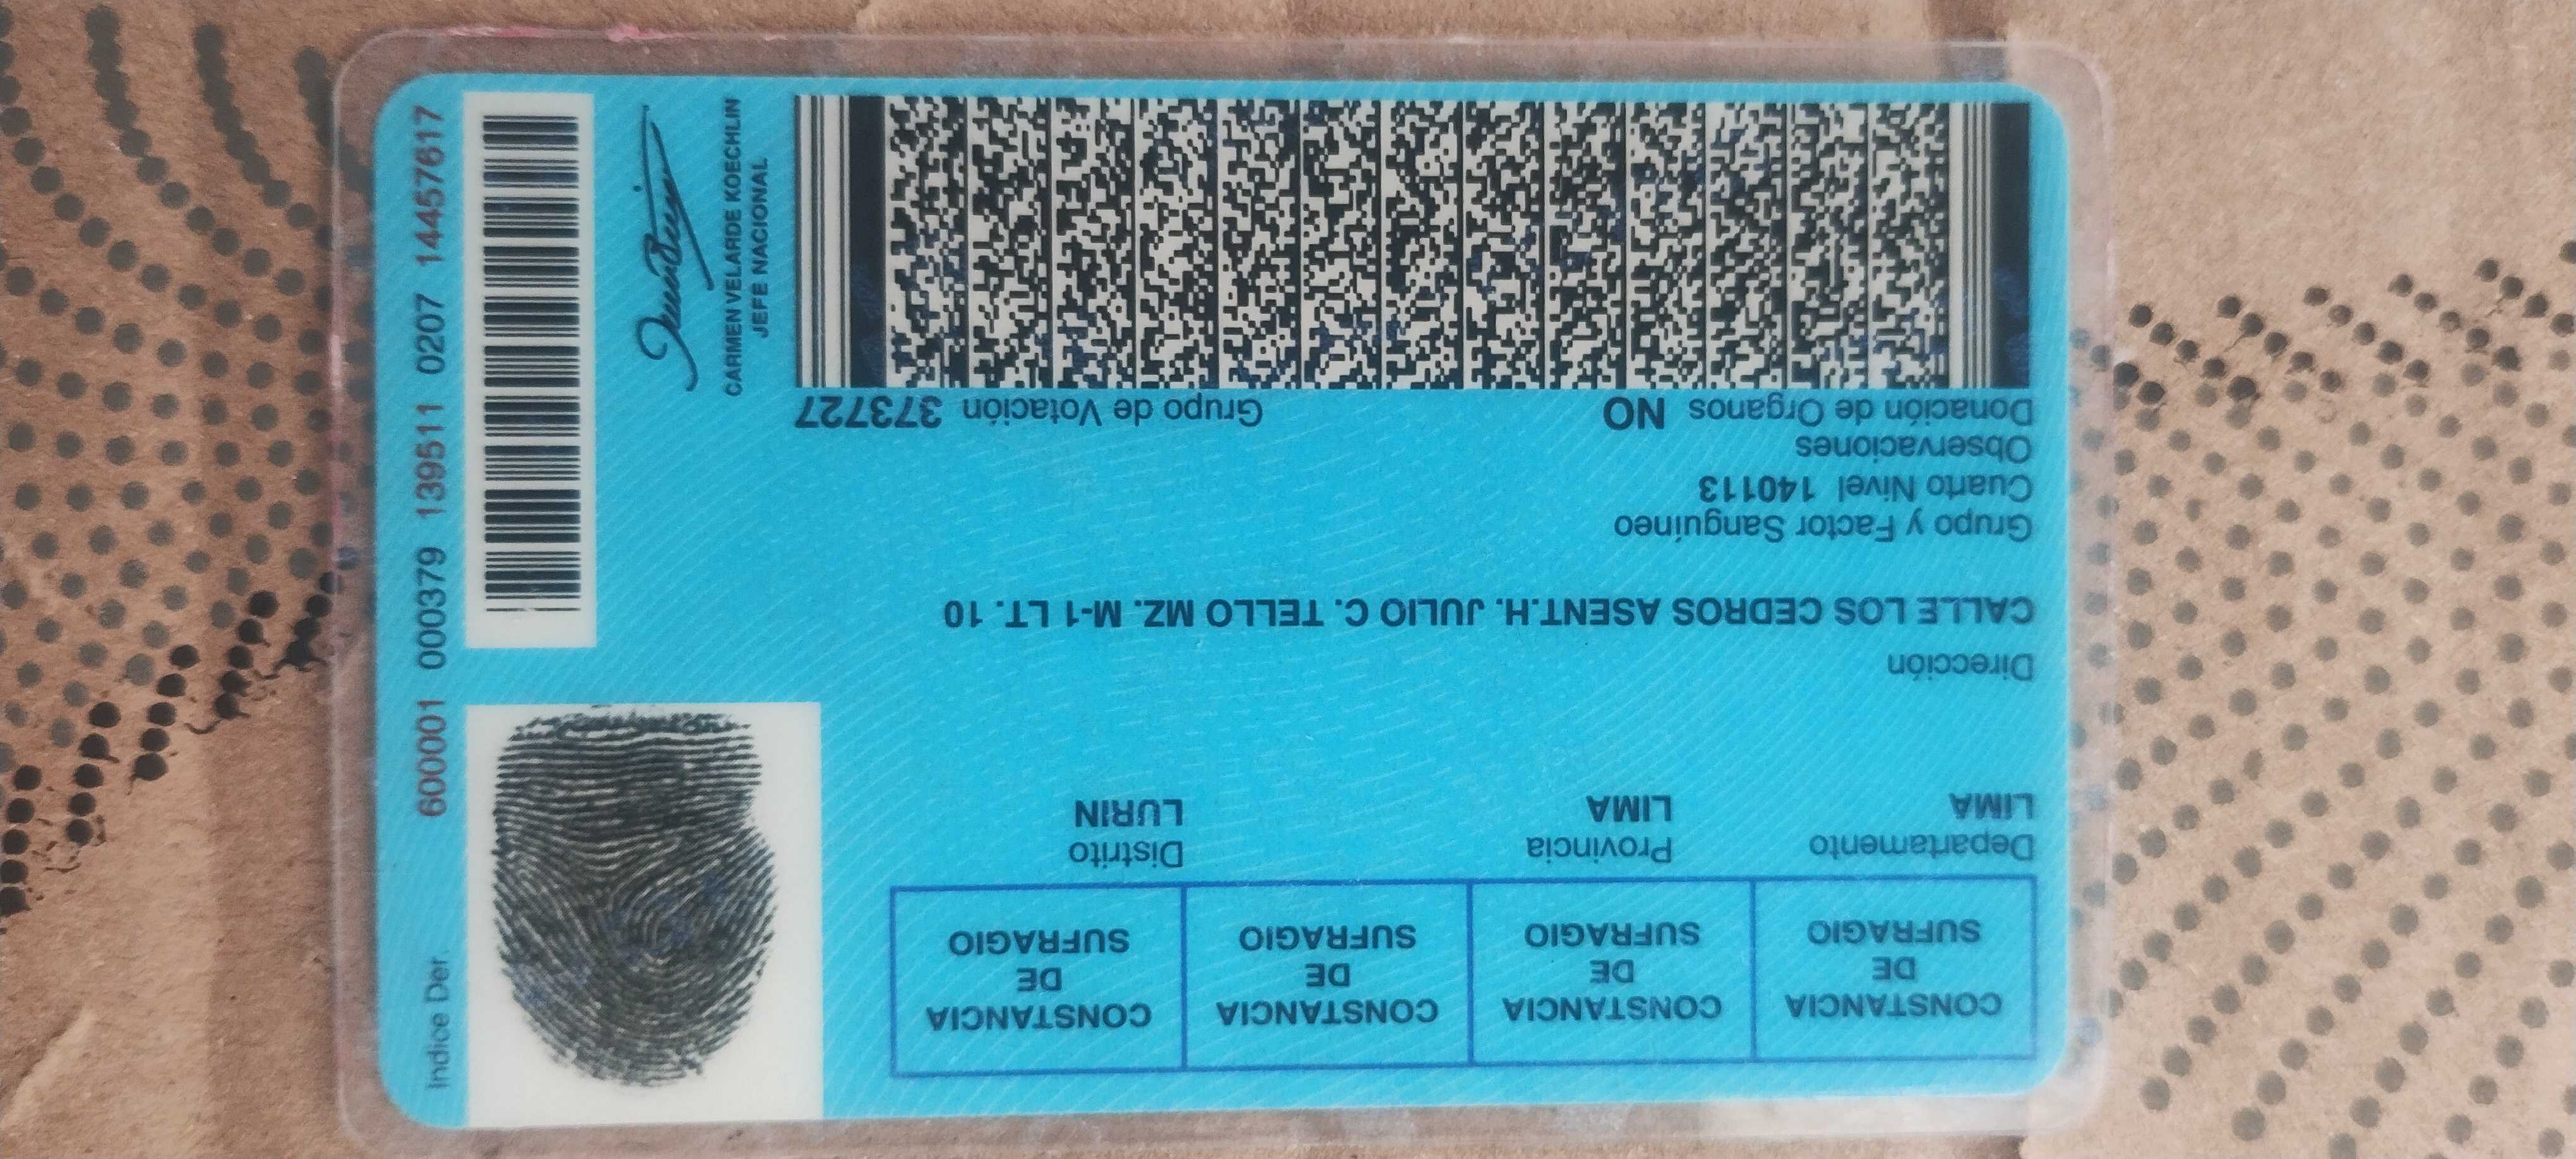 CONSTANCIA DE SUFRAGIO
CONSTANCIA DE SUFRAGIO
CONSTANCIA DE SUFRAGIO
CONSTANCIA DE SUFRAGIO
Departamento
LIMA
Provincia
LIMA
Distrito
LURIN
Dirección
CALLE LOS CEDROS ASENT.H. JULIO C. TELLO MZ. M-1 LT. 10
Grupo y Factor Sanguíneo
Cuarto Nivel 140113
Observaciones
Donación de Organos NO
Grupo de Votación 373727
CARMEN VELARDE KOECHLIN
JEFE NACIONAL
Indice Der.
600001 000379 139511 0207 14457617